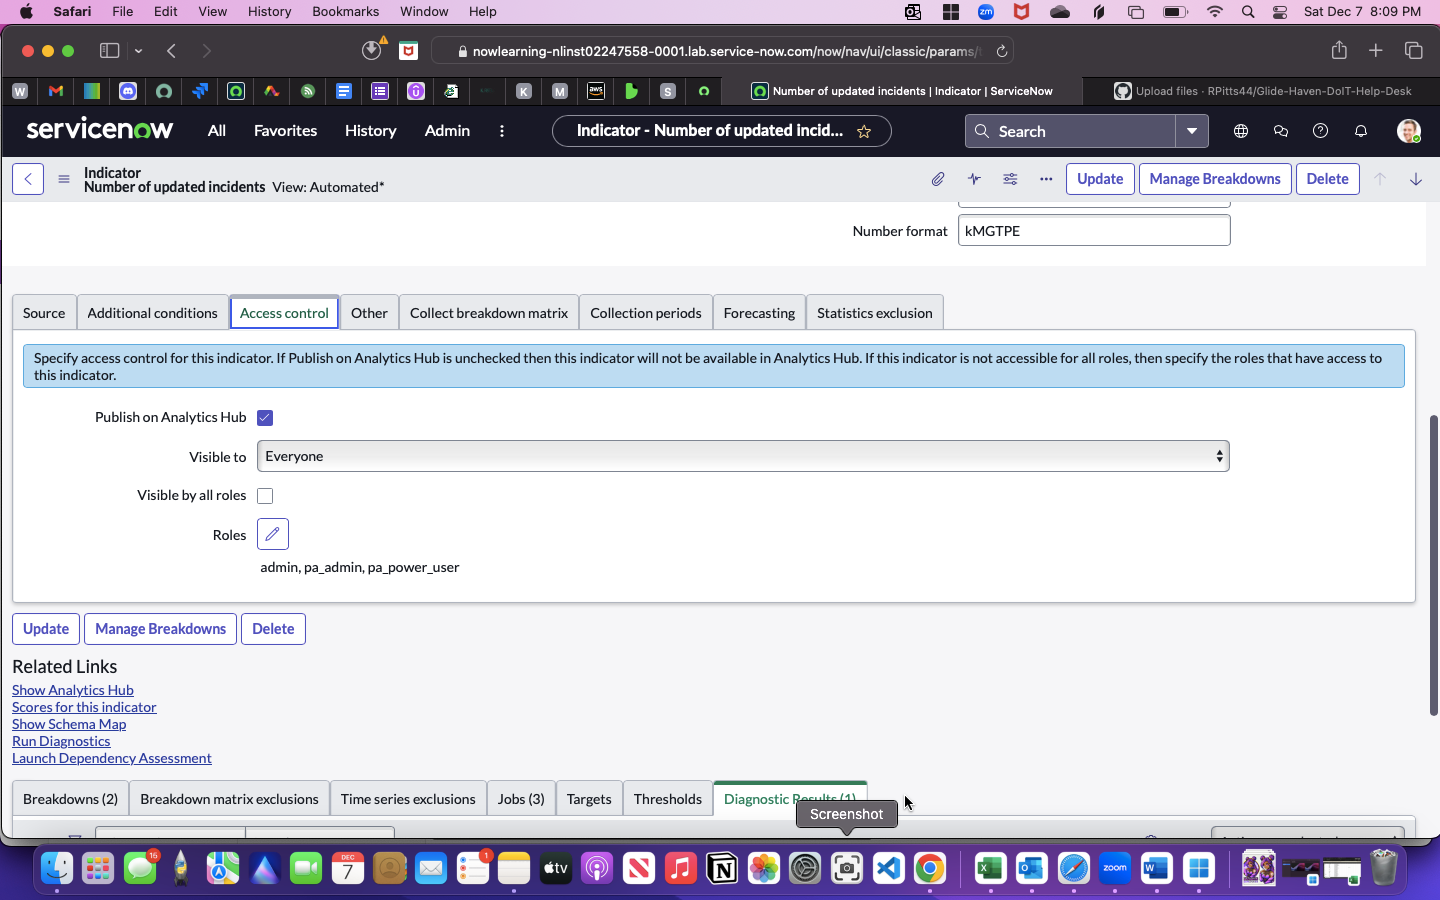 Safari File Edit View History Bookmarks Window Help
zm
Sat Dec 7 8:09 PM
nowlearning-nlinst02247558-0001.lab.service-now.com/now/nav/ui/classic/params/
W
K
M
aws
S
Number of updated incidents | Indicator | ServiceNow
Upload files · RPitts44/Glide-Haven-DoIT-Help-Desk
servicenow
All Favorites History Admin
Indicator - Number of updated incid...
Search
Indicator
Number of updated incidents View: Automated*
Update Manage Breakdowns Delete
Number format kMGTPE
Source Additional conditions Access control Other Collect breakdown matrix Collection periods Forecasting Statistics exclusion
Specify access control for this indicator. If Publish on Analytics Hub is unchecked then this indicator will not be available in Analytics Hub. If this indicator is not accessible for all roles, then specify the roles that have access to
this indicator.
Publish on Analytics Hub
Visible to Everyone
Visible by all roles
Roles
admin, pa_admin, pa_power_user
Update Manage Breakdowns Delete
Related Links
Show Analytics Hub
Scores for this indicator
Show Schema Map
Run Diagnostics
Launch Dependency Assessment
Breakdowns (2) Breakdown matrix exclusions Time series exclusions Jobs (3) Targets Thresholds Diagnostic Results (1)
Screenshot
16
DEC
7
1
tv
zoom